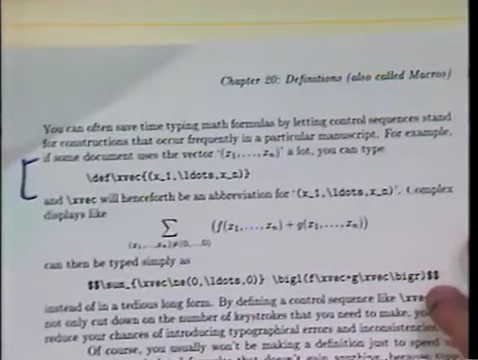 Chapter 20: Definitions (also called Macros)
You can often save time typing math formulas by letting control sequences stand
for constructions that occur frequently in a particular manuscript. For example,
if some document uses the vector ‘(x₁,...,xₙ)’ a lot, you can type
\def\xvec{(x_1,\ldots,x_n)}
and \xvec will henceforth be an abbreviation for ‘(x_1,\ldots,x_n)’. Complex
displays like
∑ (f(x₁,...,xₙ) + g(x₁,...,xₙ))
(x₁,...,xₙ)≠(0,...,0)
can then be typed simply as
$$\sum_{\xvec\ne(0,\ldots,0)} \bigl(f\xvec+g\xvec\bigr)$$
instead of in a tedious long form. By defining a control sequence like
not only cut down on the number of keystrokes that you need to make,
reduce your chances of introducing typographical errors and
Of course, you usually won't be making a definition just to speed